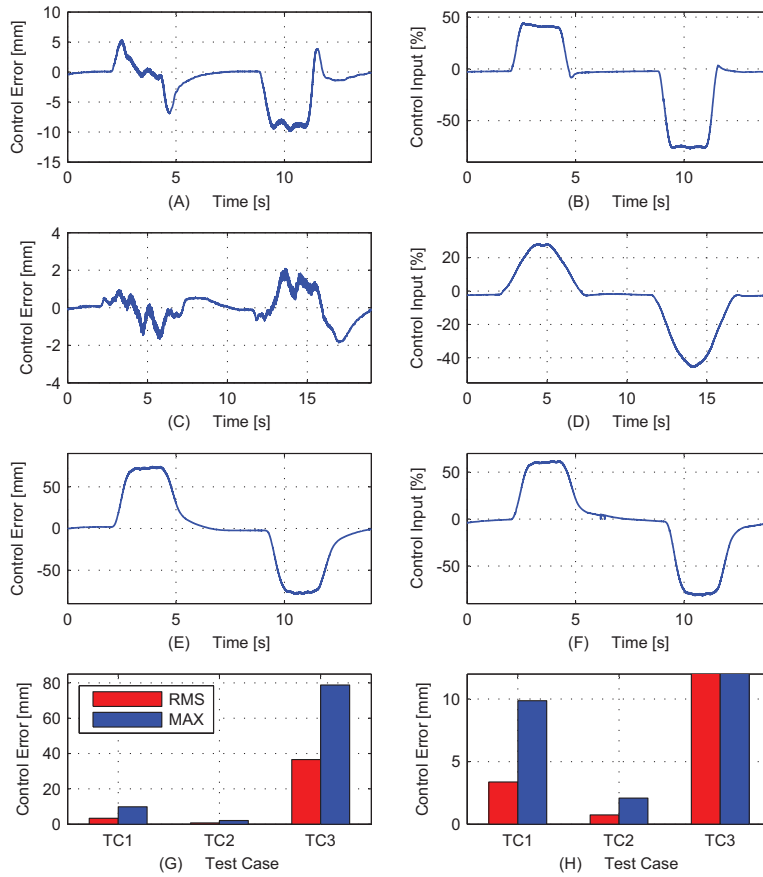 10
5
0
-5
-10
-15
Control Error [mm]
0
5
10
(A)
Time [s]
50
0
-50
Control Input [%]
0
5
10
(B)
Time [s]
4
2
0
-2
-4
Control Error [mm]
0
5
10
15
(C)
Time [s]
20
0
-20
-40
Control Input [%]
0
5
10
15
(D)
Time [s]
50
0
-50
Control Error [mm]
0
5
10
(E)
Time [s]
50
0
-50
Control Input [%]
0
5
10
(F)
Time [s]
80
60
40
20
0
Control Error [mm]
RMS
MAX
TC1
TC2
TC3
(G)
Test Case
10
5
0
Control Error [mm]
TC1
TC2
TC3
(H)
Test Case